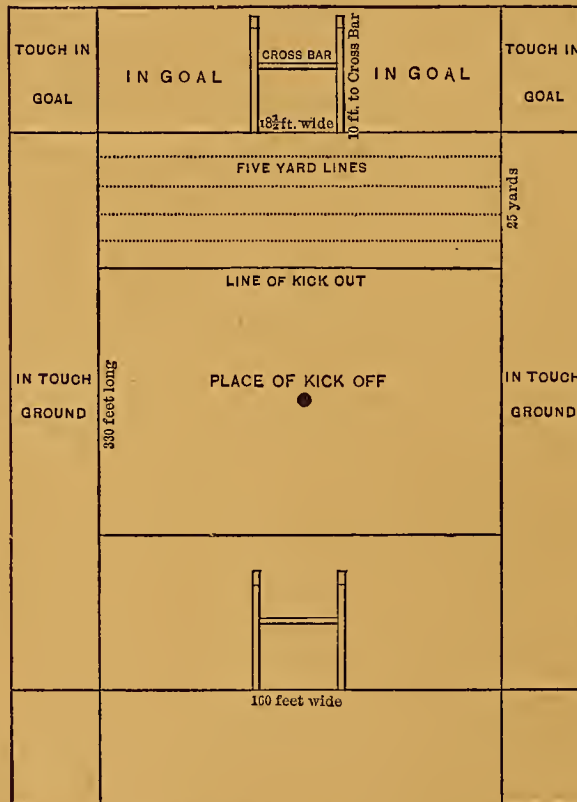 TOUCH IN
GOAL
IN GOAL
CROSS BAR
18½ ft. wide
10 ft. to Cross Bar
IN GOAL
TOUCH IN
GOAL
FIVE YARD LINES
25 yards
LINE OF KICK OUT
IN TOUCH
GROUND
330 feet long
PLACE OF KICK OFF
IN TOUCH
GROUND
160 feet wide